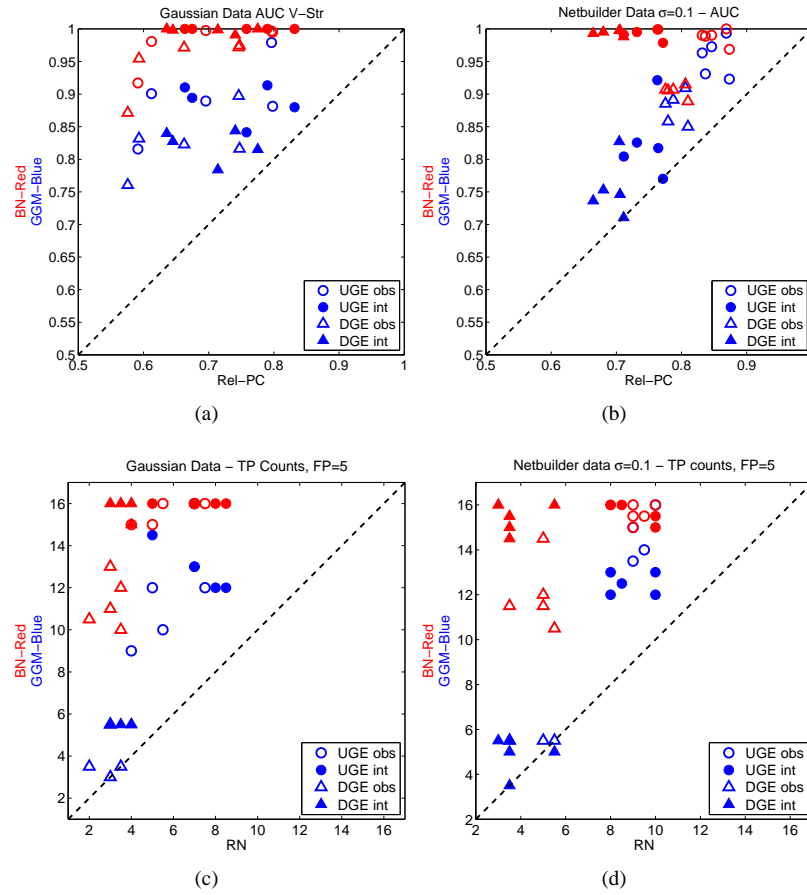 Gaussian Data AUC V-Str
1
0.95
0.9
0.85
0.8
0.75
0.7
0.65
0.6
0.55
0.5
0.5 0.6 0.7 0.8 0.9 1
BN-Red
GGM-Blue
UGE obs
UGE int
DGE obs
DGE int
Rel-PC
(a)
Netbuilder Data σ=0.1 - AUC
1
0.95
0.9
0.85
0.8
0.75
0.7
0.65
0.6
0.55
0.5
0.5 0.6 0.7 0.8 0.9
BN-Red
GGM-Blue
UGE obs
UGE int
DGE obs
DGE int
Rel-PC
(b)
Gaussian Data - TP Counts, FP=5
16
14
12
10
8
6
4
2
2 4 6 8 10 12 14 16
BN-Red
GGM-Blue
UGE obs
UGE int
DGE obs
DGE int
RN
(c)
Netbuilder data σ=0.1 - TP counts, FP=5
16
14
12
10
8
6
4
2
2 4 6 8 10 12 14 16
BN-Red
GGM-Blue
UGE obs
UGE int
DGE obs
DGE int
RN
(d)